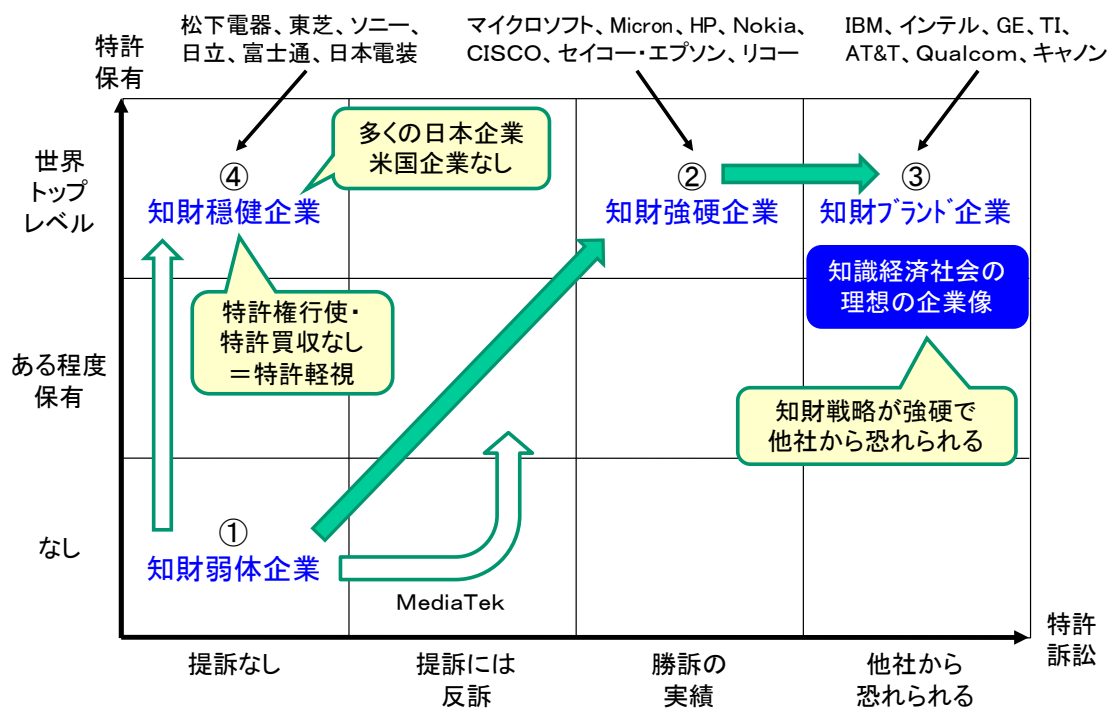 松下電器、東芝、ソニー、
日立、富士通、日本電装
マイクロソフト、Micron、HP、Nokia、
CISCO、セイコー・エプソン、リコー
IBM、インテル、GE、TI、
AT&T、Qualcom、キャノン
特許
保有
世界
トップ
レベル
ある程度
保有
なし
④
知財穏健企業
多くの日本企業
米国企業なし
特許権行使・
特許買収なし
＝特許軽視
②
知財強硬企業
③
知財ブランド企業
知識経済社会の
理想の企業像
知財戦略が強硬で
他社から恐れられる
①
知財弱体企業
MediaTek
提訴なし
提訴には
反訴
勝訴の
実績
他社から
恐れられる
特許
訴訟